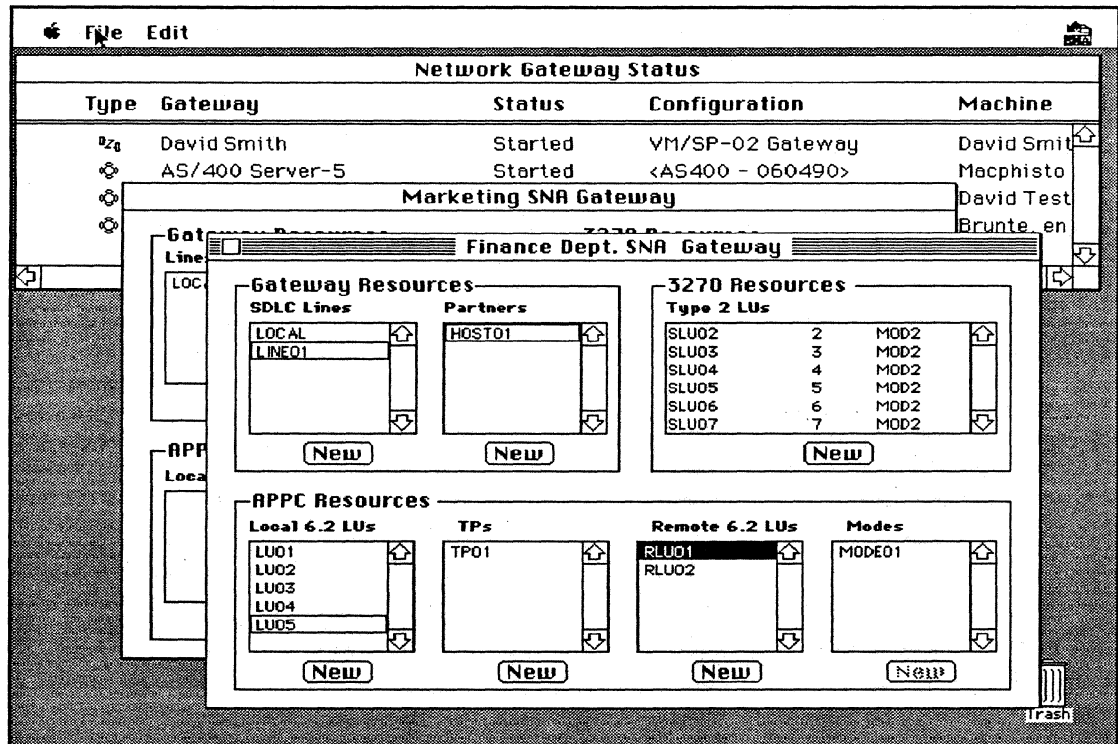 File Edit
Network Gateway Status
Type Gateway Status Configuration Machine
David Smith Started VM/SP-02 Gateway David Smit
AS/400 Server-5 Started <AS400 - 060490> Macphisto
David Test
Marketing SNA Gateway
Finance Dept. SNA Gateway
Gateway Resources
SDLC Lines Partners
LOCAL HOST01
LINE01
New New
3270 Resources
Type 2 LUs
SLU02 2 MOD2
SLU03 3 MOD2
SLU04 4 MOD2
SLU05 5 MOD2
SLU06 6 MOD2
SLU07 7 MOD2
New
APPC Resources
Local 6.2 LUs TPs Remote 6.2 LUs Modes
LU01 TP01 RLU01 MODE01
LU02 RLU02
LU03
LU04
LU05
New New New New
Trash